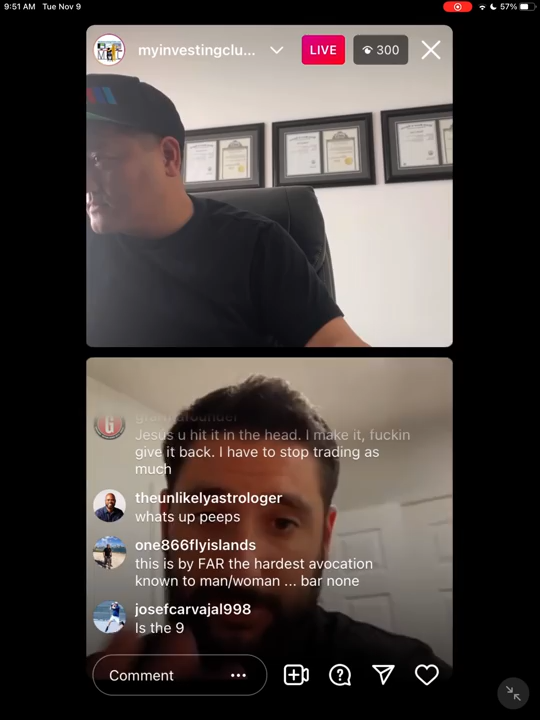 9:51 AM Tue Nov 9
57%
myinvestingclu...
LIVE
300
Jesus u hit it in the head. I make it, fuckin
give it back. I have to stop trading as
much
theunlikelyastrologer
whats up peeps
one866flyislands
this is by FAR the hardest avocation
known to man/woman ... bar none
josefcarvajal998
Is the 9
Comment